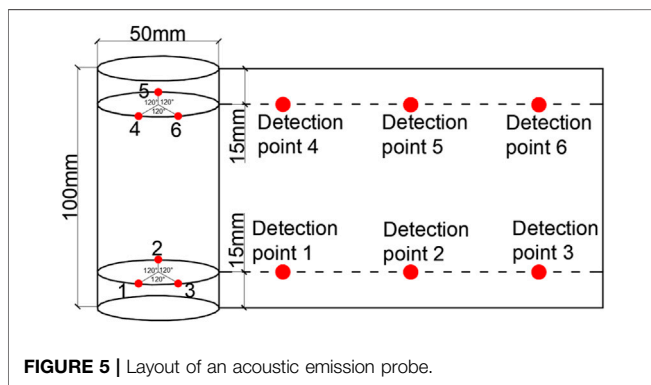 50mm
5
120° 120°
120°
4 6
100mm
15mm
Detection
point 4
Detection
point 5
Detection
point 6
2
120° 120°
120°
1 3
15mm
Detection
point 1
Detection
point 2
Detection
point 3
FIGURE 5 | Layout of an acoustic emission probe.